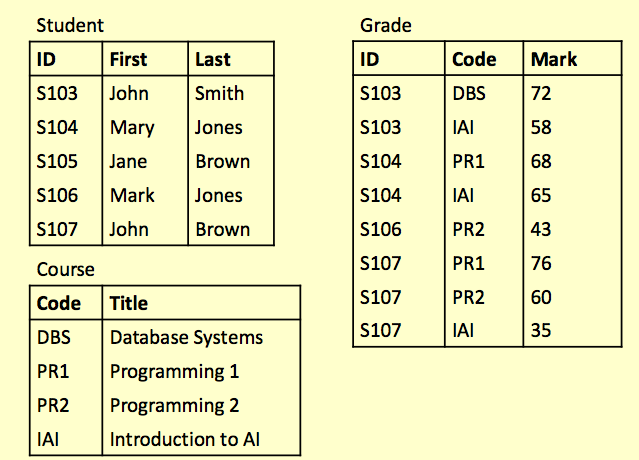 Student
ID First Last
S103 John Smith
S104 Mary Jones
S105 Jane Brown
S106 Mark Jones
S107 John Brown
Course
Code Title
DBS Database Systems
PR1 Programming 1
PR2 Programming 2
IAI Introduction to AI
Grade
ID Code Mark
S103 DBS 72
S103 IAI 58
S104 PR1 68
S104 IAI 65
S106 PR2 43
S107 PR1 76
S107 PR2 60
S107 IAI 35